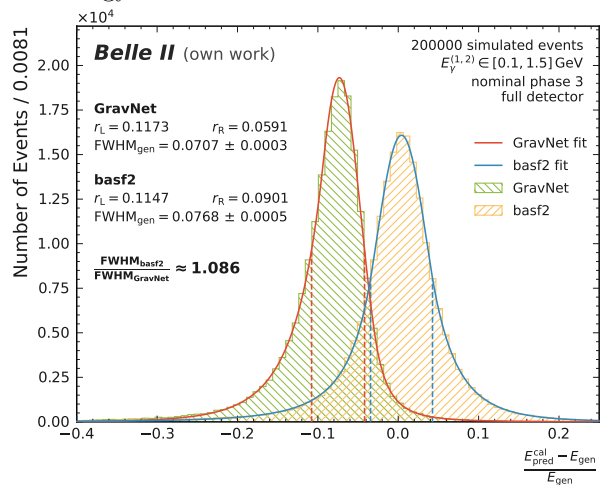 ×10⁴
Belle II (own work)
200000 simulated events
E_γ^(1,2) ∈ [0.1, 1.5] GeV
nominal phase 3
full detector
GravNet
r_L = 0.1173 r_R = 0.0591
FWHM_gen = 0.0707 ± 0.0003
basf2
r_L = 0.1147 r_R = 0.0901
FWHM_gen = 0.0768 ± 0.0005
FWHM_basf2
FWHM_GravNet ≈ 1.086
GravNet fit
basf2 fit
GravNet
basf2
Number of Events / 0.0081
2.00
1.75
1.50
1.25
1.00
0.75
0.50
0.25
0.00
−0.4 −0.3 −0.2 −0.1 0.0 0.1 0.2
E_pred^cal − E_gen
E_gen